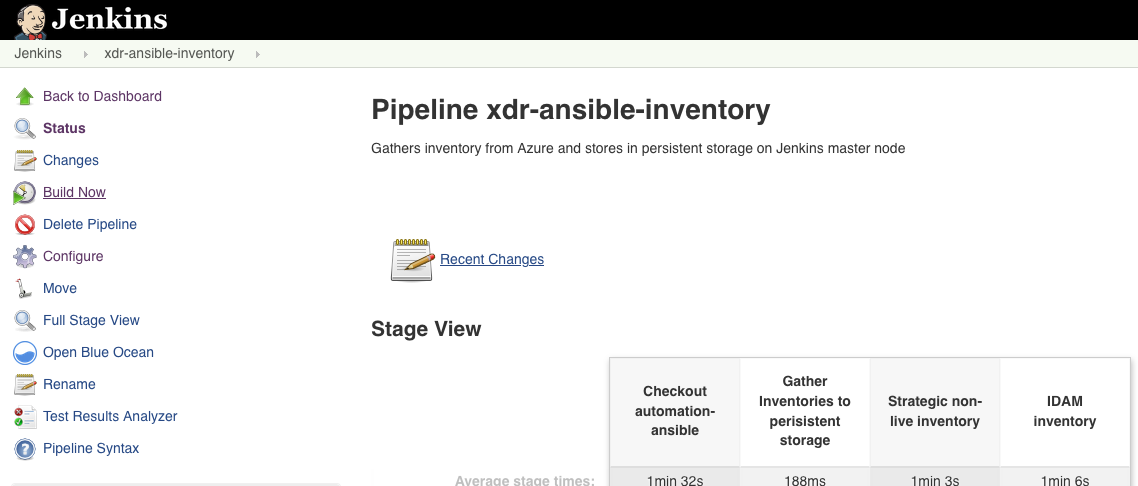 Jenkins
Jenkins xdr-ansible-inventory
Back to Dashboard
Status
Changes
Build Now
Delete Pipeline
Configure
Move
Full Stage View
Open Blue Ocean
Rename
Test Results Analyzer
Pipeline Syntax
Pipeline xdr-ansible-inventory
Gathers inventory from Azure and stores in persistent storage on Jenkins master node
Recent Changes
Stage View
Checkout
automation-
ansible
Gather
Inventories to
perisistent
storage
Strategic non-
live inventory
IDAM
inventory
Average stage times:
1min 32s
188ms
1min 3s
1min 6s